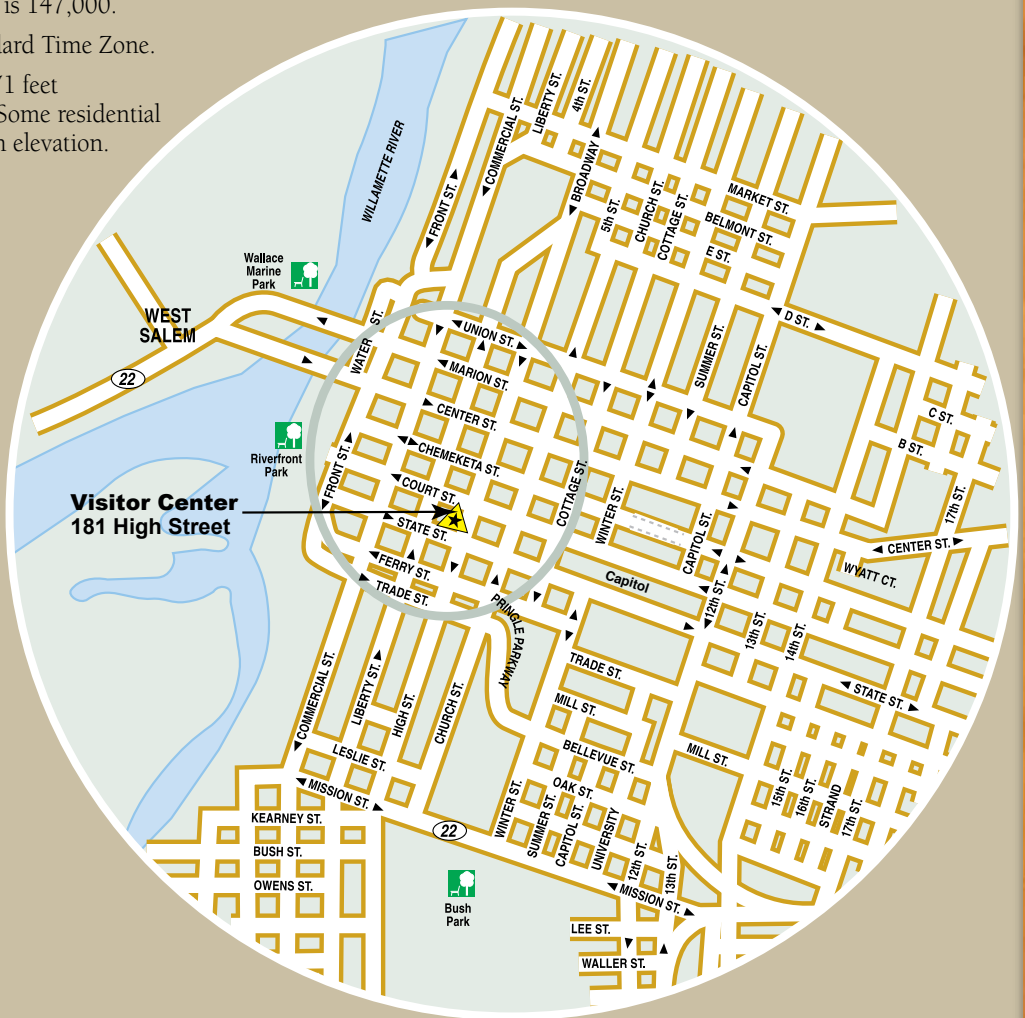 is 147,000.
lard Time Zone.
71 feet
Some residential
n elevation.
WILLAMETTE RIVER
FRONT ST.
COMMERCIAL ST.
LIBERTY ST.
4th ST.
BROADWAY
5th ST.
CHURCH ST.
COTTAGE ST.
MARKET ST.
BELMONT ST.
E ST.
D ST.
Wallace
Marine
Park
WEST
SALEM
22
WATER ST.
UNION ST.
MARION ST.
CENTER ST.
CHEMEKETA ST.
COURT ST.
STATE ST.
FERRY ST.
TRADE ST.
FRONT ST.
Riverfront
Park
Visitor Center
181 High Street
COTTAGE ST.
WINTER ST.
SUMMER ST.
CAPITOL ST.
CAPITOL ST.
Capitol
C ST.
B ST.
17th ST.
CENTER ST.
WYATT CT.
12th ST.
13th ST.
14th ST.
STATE ST.
PRINGLE PARKWAY
TRADE ST.
MILL ST.
BELLEVUE ST.
OAK ST.
MILL ST.
15th ST.
16th ST.
STRAND
17th ST.
COMMERCIAL ST.
LIBERTY ST.
HIGH ST.
CHURCH ST.
LESLIE ST.
MISSION ST.
KEARNEY ST.
BUSH ST.
OWENS ST.
22
WINTER ST.
SUMMER ST.
CAPITOL ST.
UNIVERSITY
12th ST.
13th ST.
MISSION ST.
Bush
Park
LEE ST.
WALLER ST.